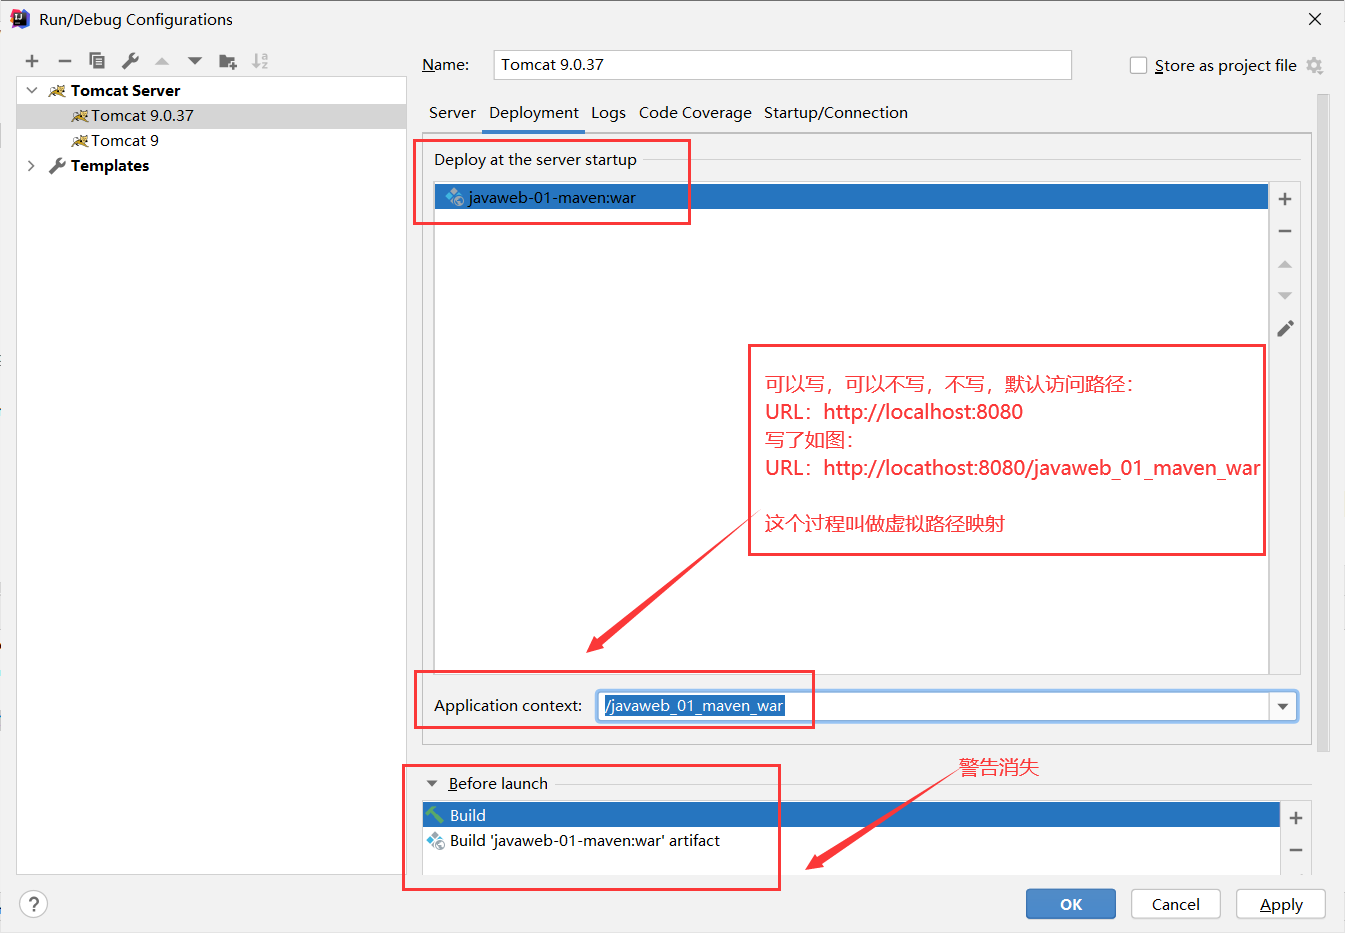 Run/Debug Configurations
Tomcat Server
Tomcat 9.0.37
Tomcat 9
Templates
Name:
Tomcat 9.0.37
Store as project file
Server
Deployment
Logs
Code Coverage
Startup/Connection
Deploy at the server startup
javaweb-01-maven:war
可以写，可以不写，不写，默认访问路径：
URL：http://localhost:8080
写了如图：
URL：http://locathost:8080/javaweb_01_maven_war
这个过程叫做虚拟路径映射
Application context:
/javaweb_01_maven_war
警告消失
Before launch
Build
Build 'javaweb-01-maven:war' artifact
?
OK
Cancel
Apply